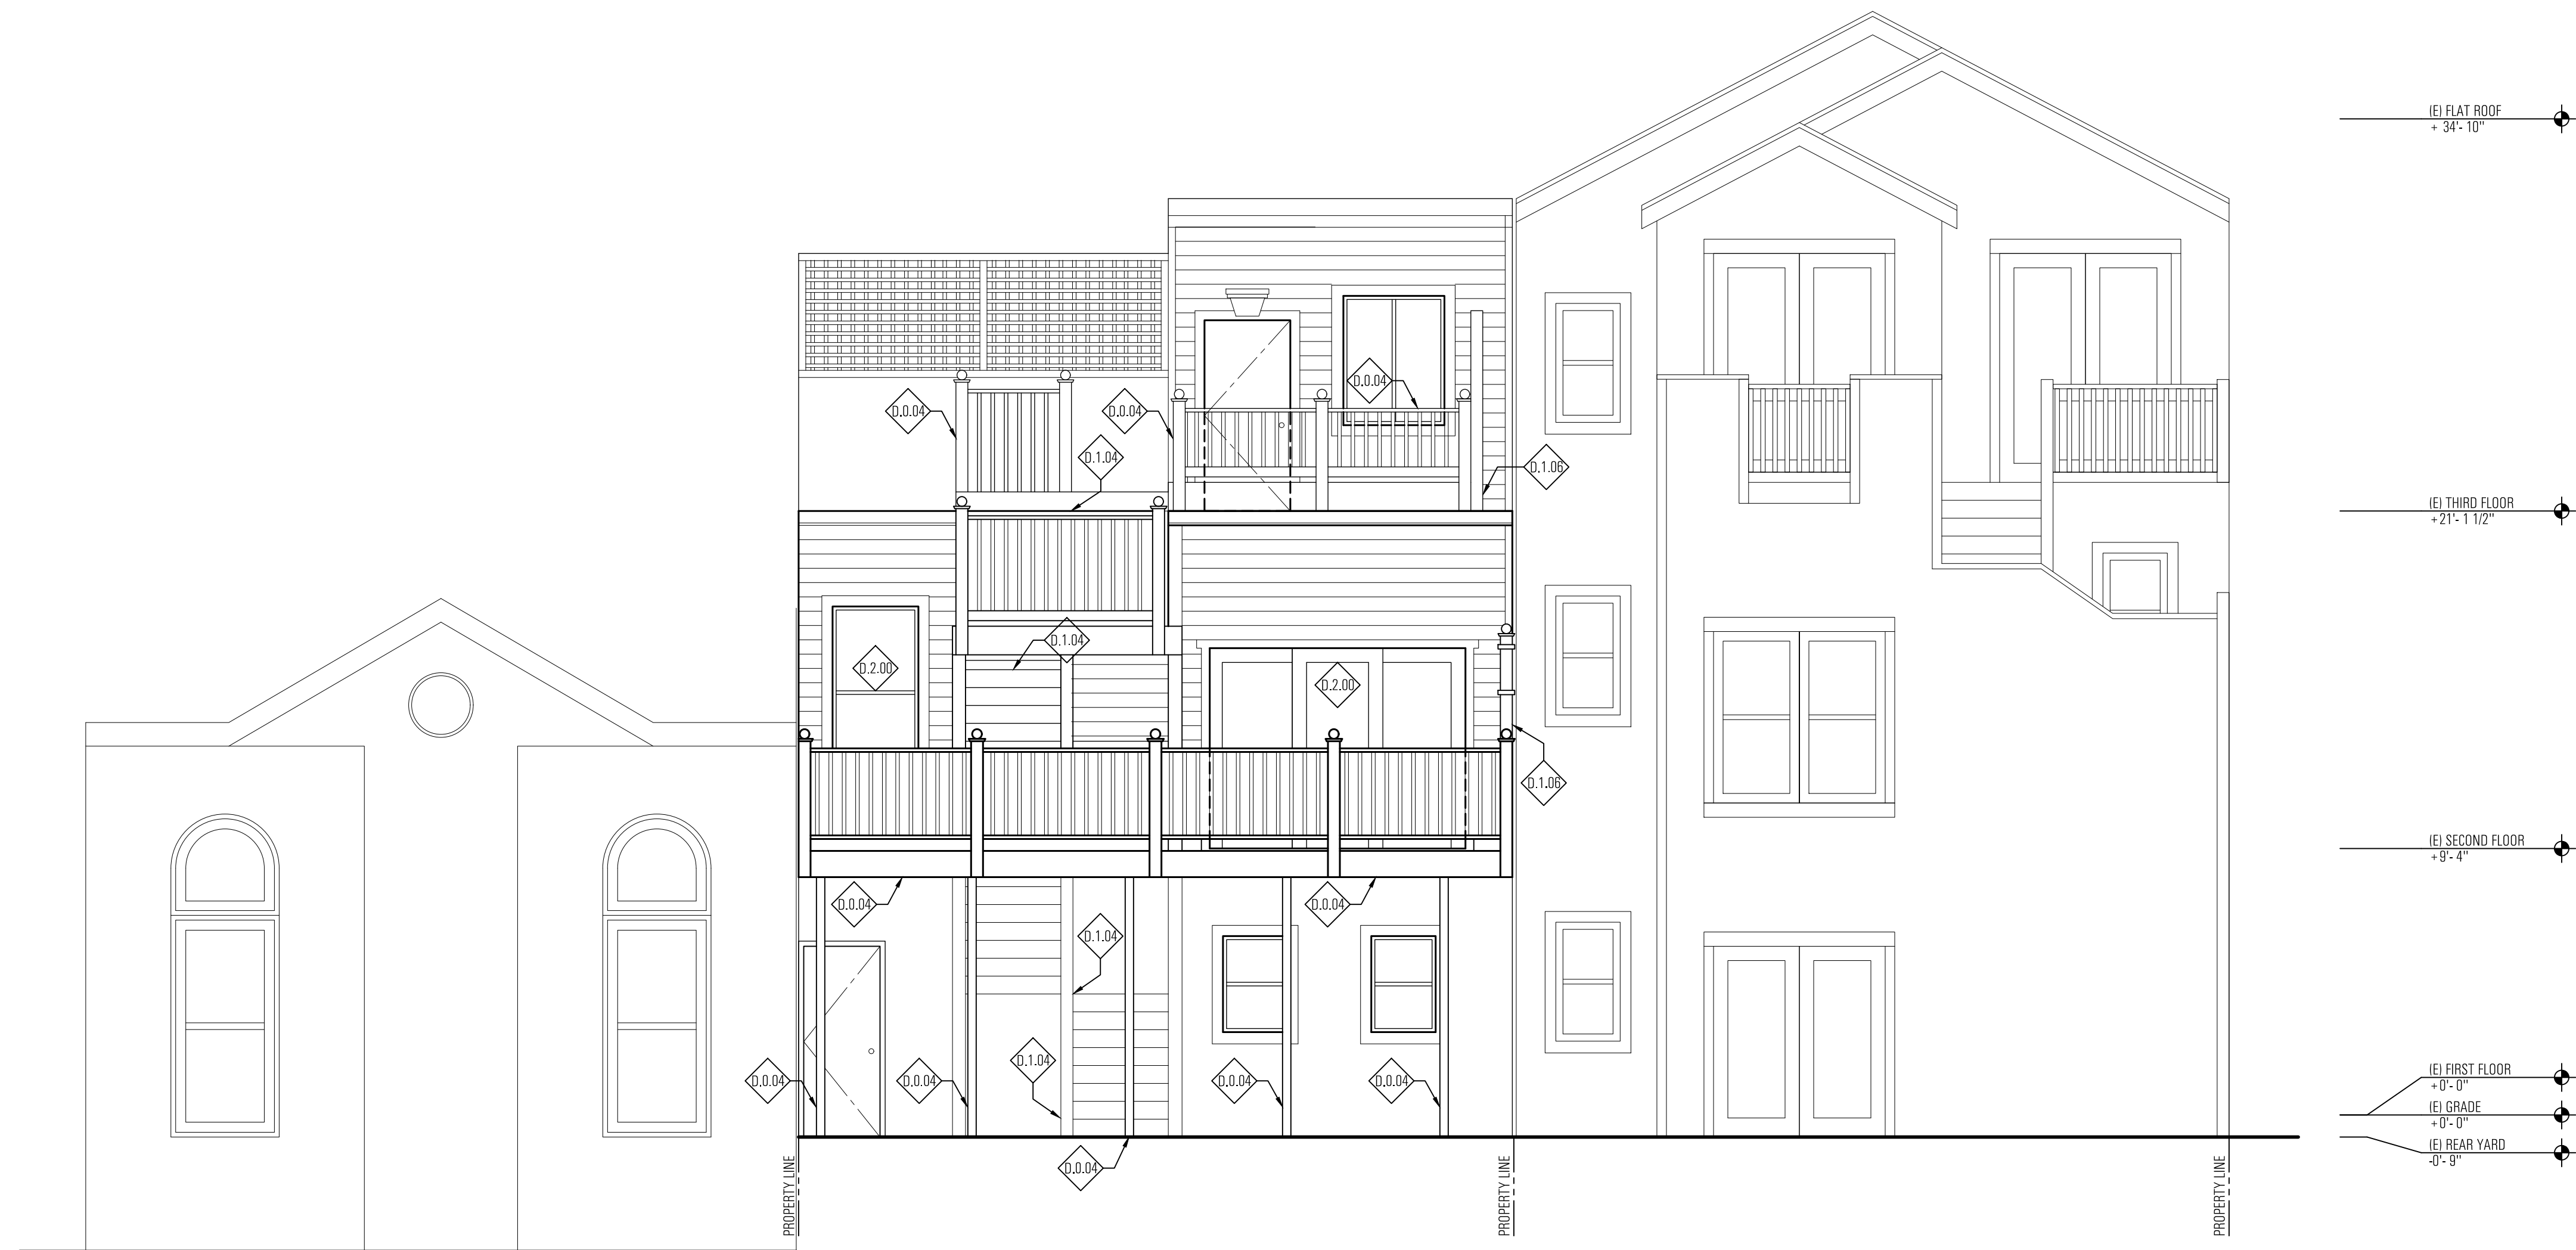 (E) FLAT ROOF
+ 34'- 10"
D.0.04
D.0.04
D.0.04
D.1.04
D.1.06
(E) THIRD FLOOR
+21'- 1 1/2"
D.1.04
D.2.00
D.2.00
D.1.06
(E) SECOND FLOOR
+9'- 4"
D.0.04
D.0.04
D.1.04
D.1.04
D.0.04
D.0.04
D.0.04
D.0.04
(E) FIRST FLOOR
+0'- 0"
(E) GRADE
+0'- 0"
(E) REAR YARD
-0'- 9"
D.0.04
PROPERTY LINE
PROPERTY LINE
PROPERTY LINE